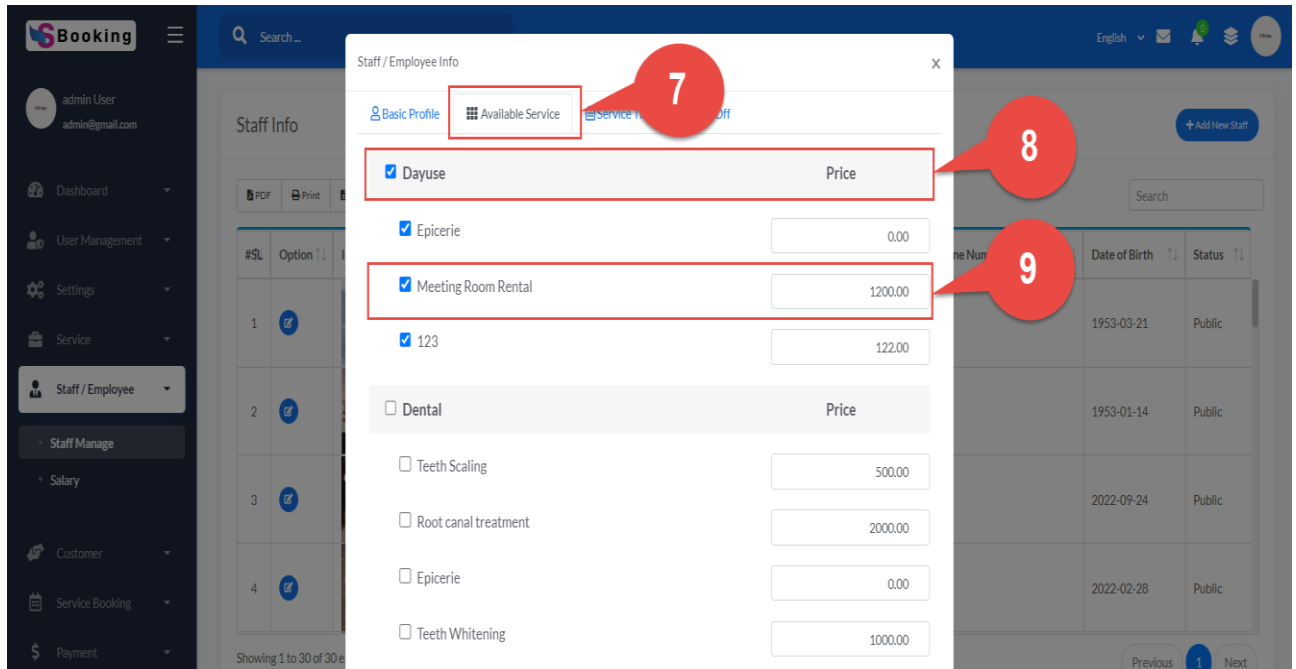 Booking
Search...
English
0
admin User
admin@gmail.com
Dashboard
User Management
Settings
Service
Staff / Employee
Staff Manage
Salary
Customer
Service Booking
Payment
Staff Info
+ Add New Staff
PDF Print
Search
#SL Option Date of Birth Status
1 1953-03-21 Public
2 1953-01-14 Public
3 2022-09-24 Public
4 2022-02-28 Public
Showing 1 to 30 of 30 e
Previous 1 Next
Staff / Employee Info x
Basic Profile Available Service Service Off
7
Dayuse Price
8
Epicerie 0.00
Meeting Room Rental 1200.00
9
123 122.00
Dental Price
Teeth Scaling 500.00
Root canal treatment 2000.00
Epicerie 0.00
Teeth Whitening 1000.00